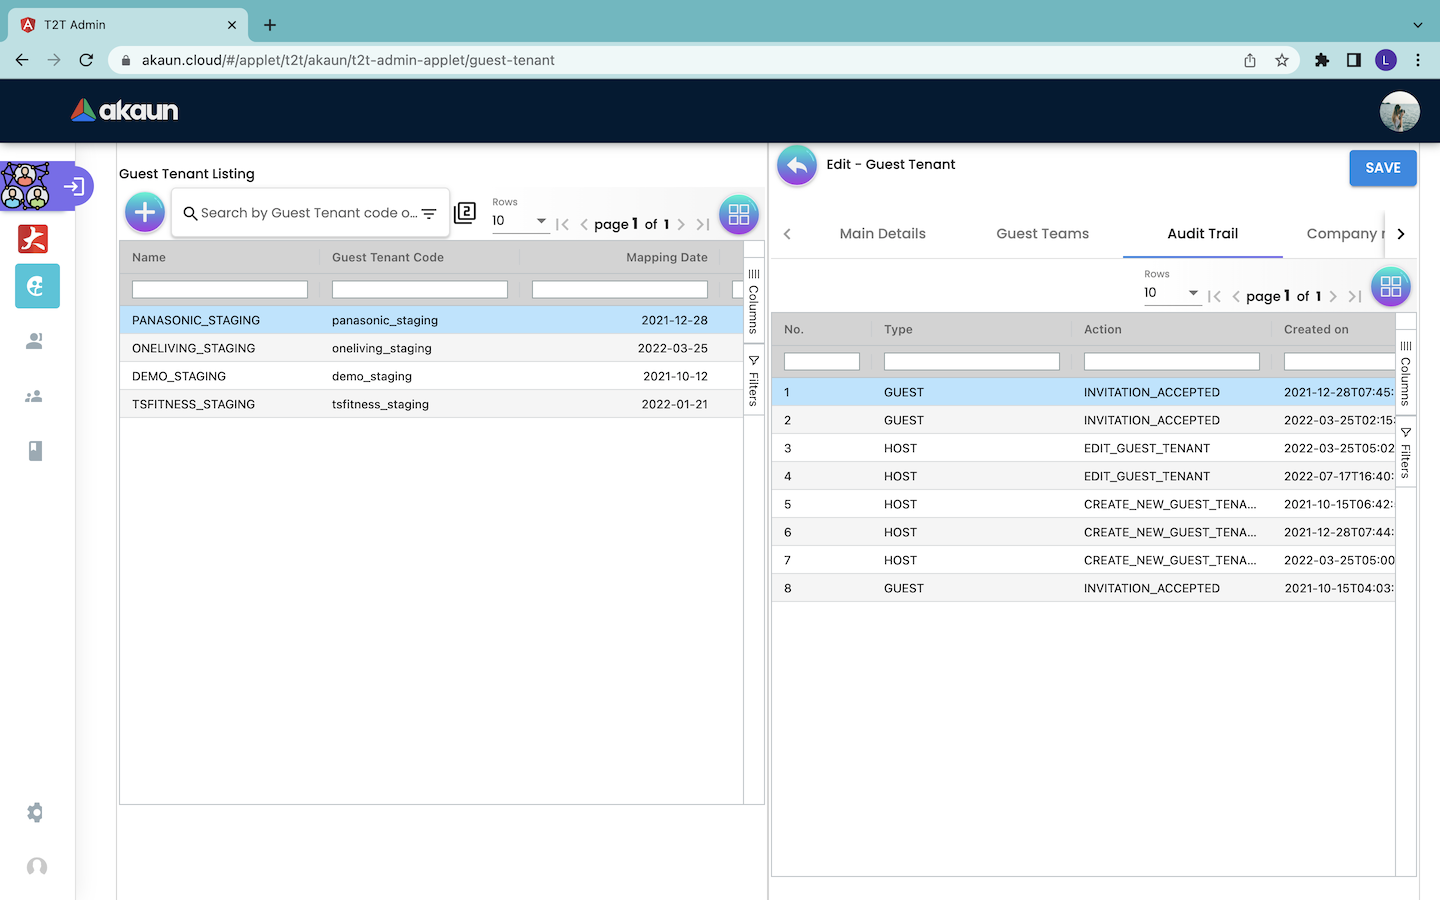 T2T Admin
akaun.cloud/#/applet/t2t/akaun/t2t-admin-applet/guest-tenant
L
akaun
Guest Tenant Listing
Search by Guest Tenant code o...
2
Rows
10
page 1 of 1
Name Guest Tenant Code Mapping Date
PANASONIC_STAGING panasonic_staging 2021-12-28
ONELIVING_STAGING oneliving_staging 2022-03-25
DEMO_STAGING demo_staging 2021-10-12
TSFITNESS_STAGING tsfitness_staging 2022-01-21
Columns
Filters
Edit - Guest Tenant
SAVE
Main Details Guest Teams Audit Trail Company r
Rows
10
page 1 of 1
No. Type Action Created on
1 GUEST INVITATION_ACCEPTED 2021-12-28T07:45:
2 GUEST INVITATION_ACCEPTED 2022-03-25T02:15:
3 HOST EDIT_GUEST_TENANT 2022-03-25T05:02
4 HOST EDIT_GUEST_TENANT 2022-07-17T16:40:
5 HOST CREATE_NEW_GUEST_TENA... 2021-10-15T06:42:
6 HOST CREATE_NEW_GUEST_TENA... 2021-12-28T07:44:
7 HOST CREATE_NEW_GUEST_TENA... 2022-03-25T05:00
8 GUEST INVITATION_ACCEPTED 2021-10-15T04:03:
Columns
Filters